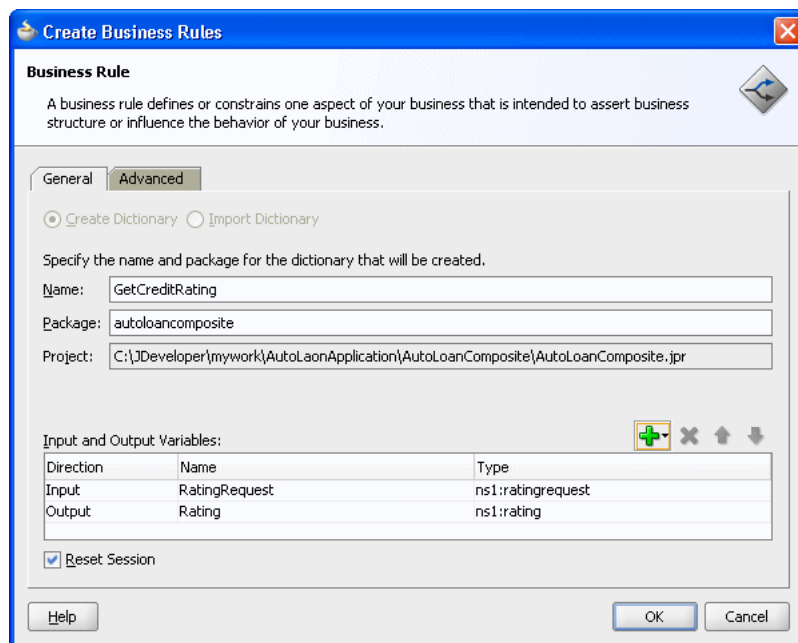 Create Business Rules
Business Rule
A business rule defines or constrains one aspect of your business that is intended to assert business
structure or influence the behavior of your business.
General Advanced
Create Dictionary Import Dictionary
Specify the name and package for the dictionary that will be created.
Name: GetCreditRating
Package: autoloancomposite
Project: C:\JDeveloper\mywork\AutoLaonApplication\AutoLoanComposite\AutoLoanComposite.jpr
Input and Output Variables:
Direction Name Type
Input RatingRequest ns1:ratingrequest
Output Rating ns1:rating
Reset Session
Help OK Cancel